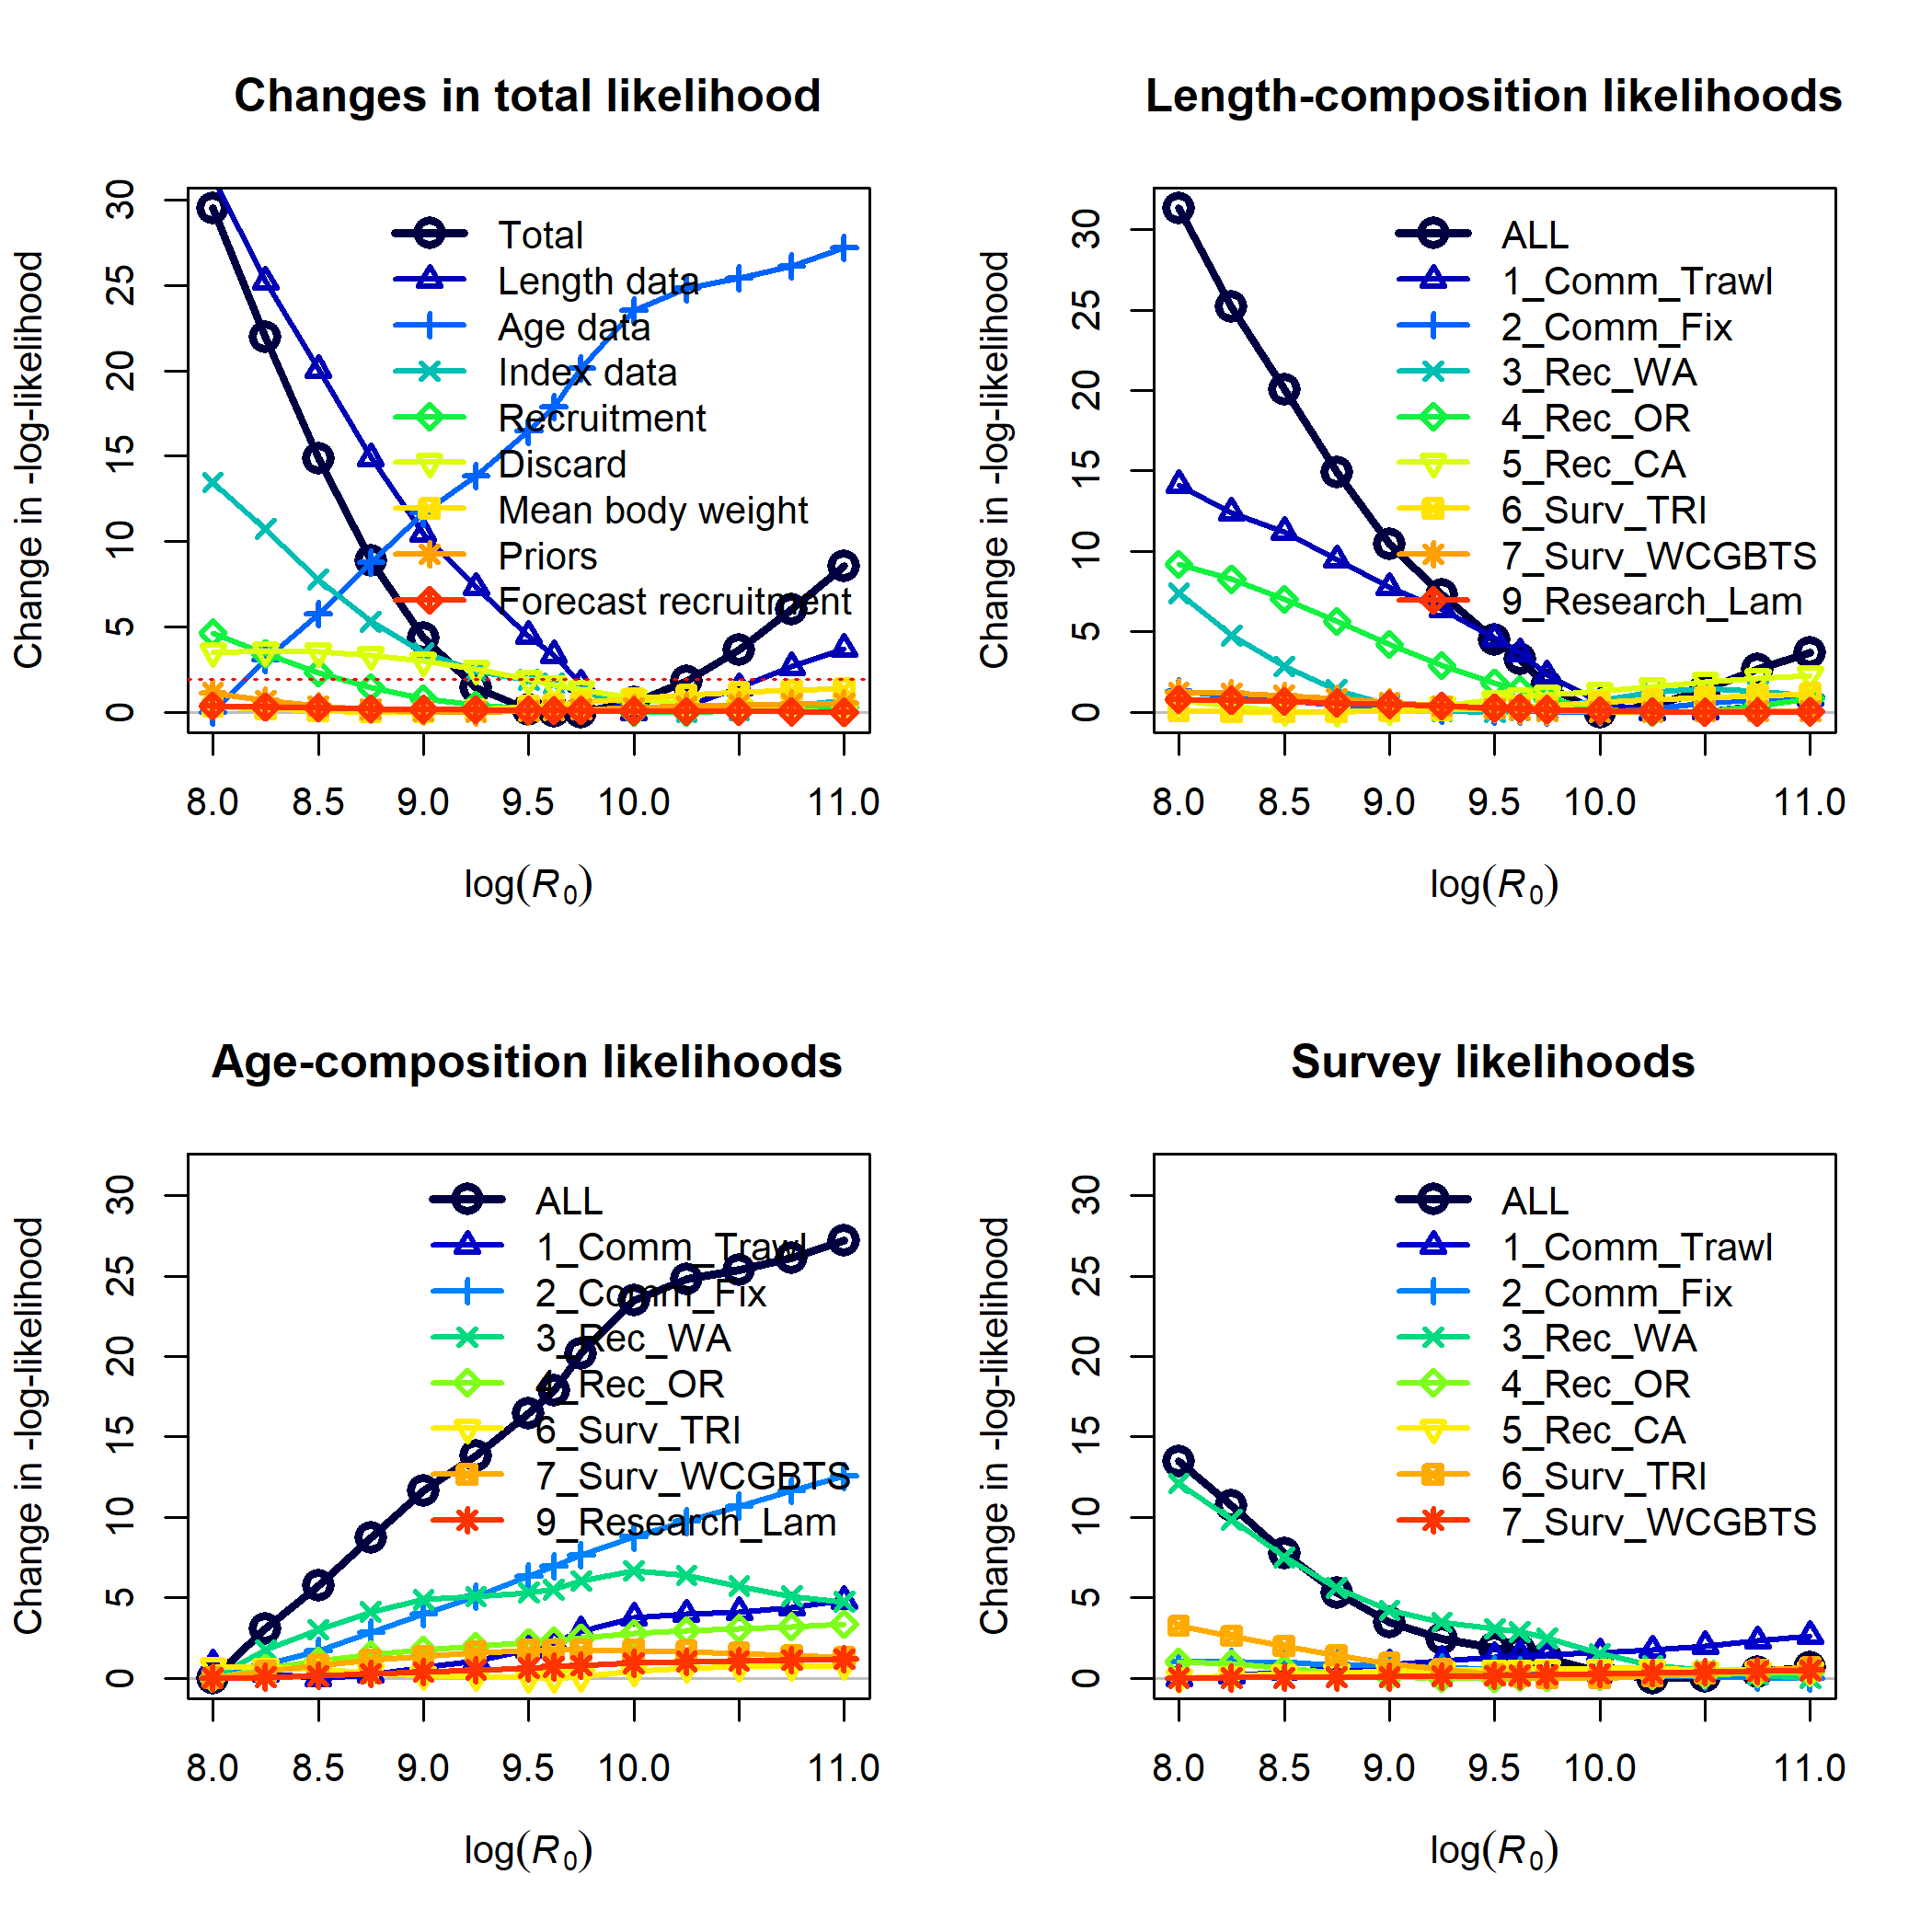 Changes in total likelihood
Change in -log-likelihood
30
25
20
15
10
5
0
Total
Length data
Age data
Index data
Recruitment
Discard
Mean body weight
Priors
Forecast recruitment
8.0 8.5 9.0 9.5 10.0 11.0
log(R0)
Length-composition likelihoods
Change in -log-likelihood
30
25
20
15
10
5
0
ALL
1_Comm_Trawl
2_Comm_Fix
3_Rec_WA
4_Rec_OR
5_Rec_CA
6_Surv_TRI
7_Surv_WCGBTS
9_Research_Lam
8.0 8.5 9.0 9.5 10.0 11.0
log(R0)
Age-composition likelihoods
Change in -log-likelihood
30
25
20
15
10
5
0
ALL
1_Comm_Trawl
2_Comm_Fix
3_Rec_WA
4_Rec_OR
6_Surv_TRI
7_Surv_WCGBTS
9_Research_Lam
8.0 8.5 9.0 9.5 10.0 11.0
log(R0)
Survey likelihoods
Change in -log-likelihood
30
25
20
15
10
5
0
ALL
1_Comm_Trawl
2_Comm_Fix
3_Rec_WA
4_Rec_OR
5_Rec_CA
6_Surv_TRI
7_Surv_WCGBTS
8.0 8.5 9.0 9.5 10.0 11.0
log(R0)